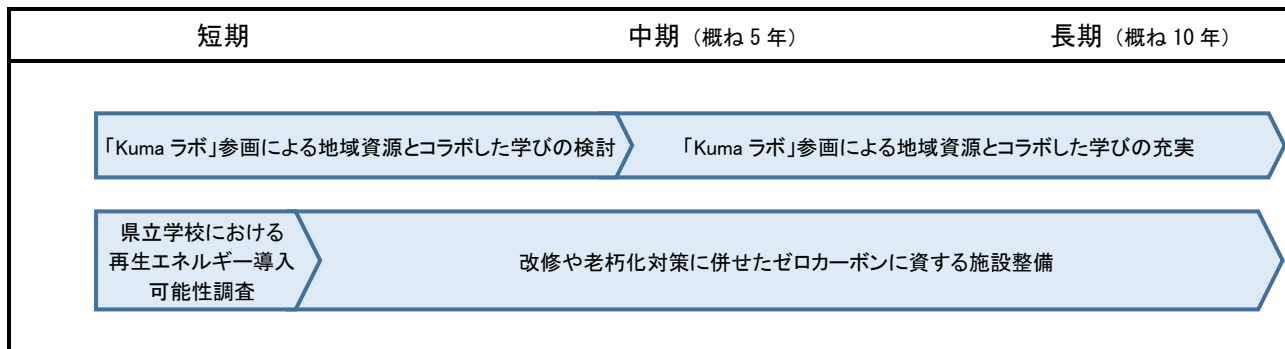 短期 中期（概ね 5 年） 長期（概ね 10 年）
「Kuma ラボ」参画による地域資源とコラボした学びの検討
「Kuma ラボ」参画による地域資源とコラボした学びの充実
県立学校における
再生エネルギー導入
可能性調査
改修や老朽化対策に併せたゼロカーボンに資する施設整備